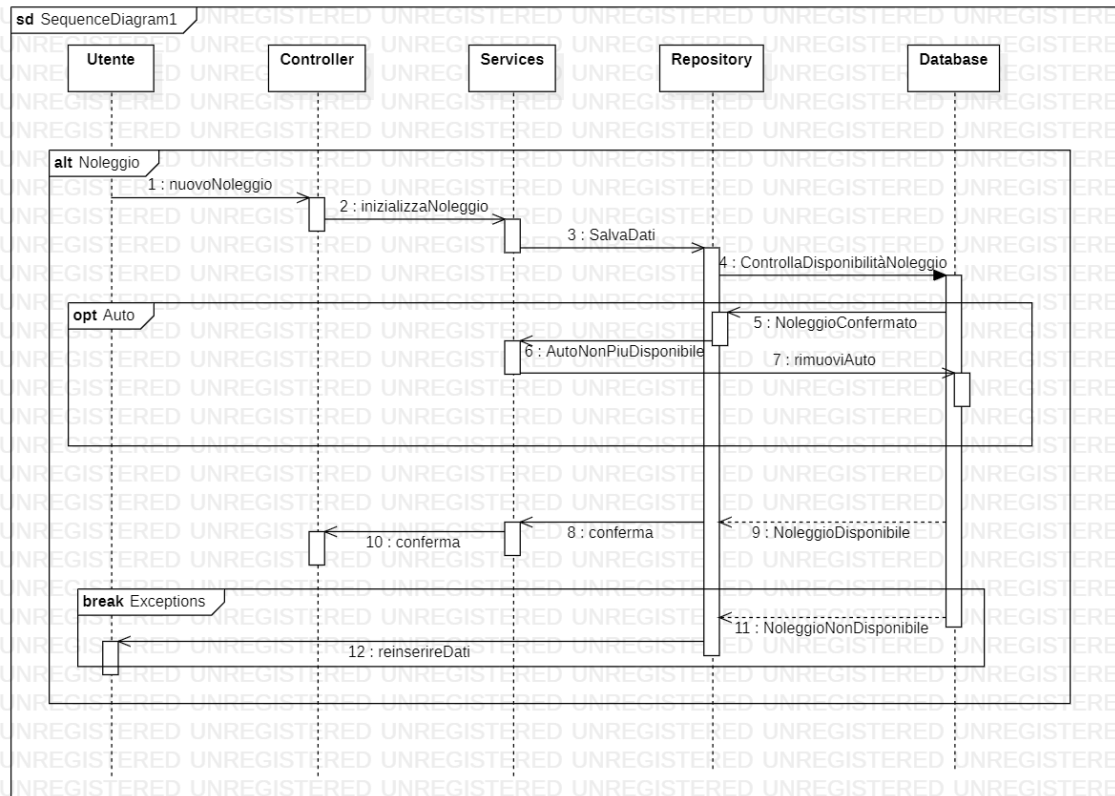 sd SequenceDiagram1
Utente
Controller
Services
Repository
Database
alt Noleggio
1 : nuovoNoleggio
2 : inizializzaNoleggio
3 : SalvaDati
4 : ControllaDisponibilitàNoleggio
opt Auto
5 : NoleggioConfermato
6 : AutoNonPiuDisponibile
7 : rimuoviAuto
8 : conferma
9 : NoleggioDisponibile
10 : conferma
break Exceptions
11 : NoleggioNonDisponibile
12 : reinserireDati
UNREGISTERED